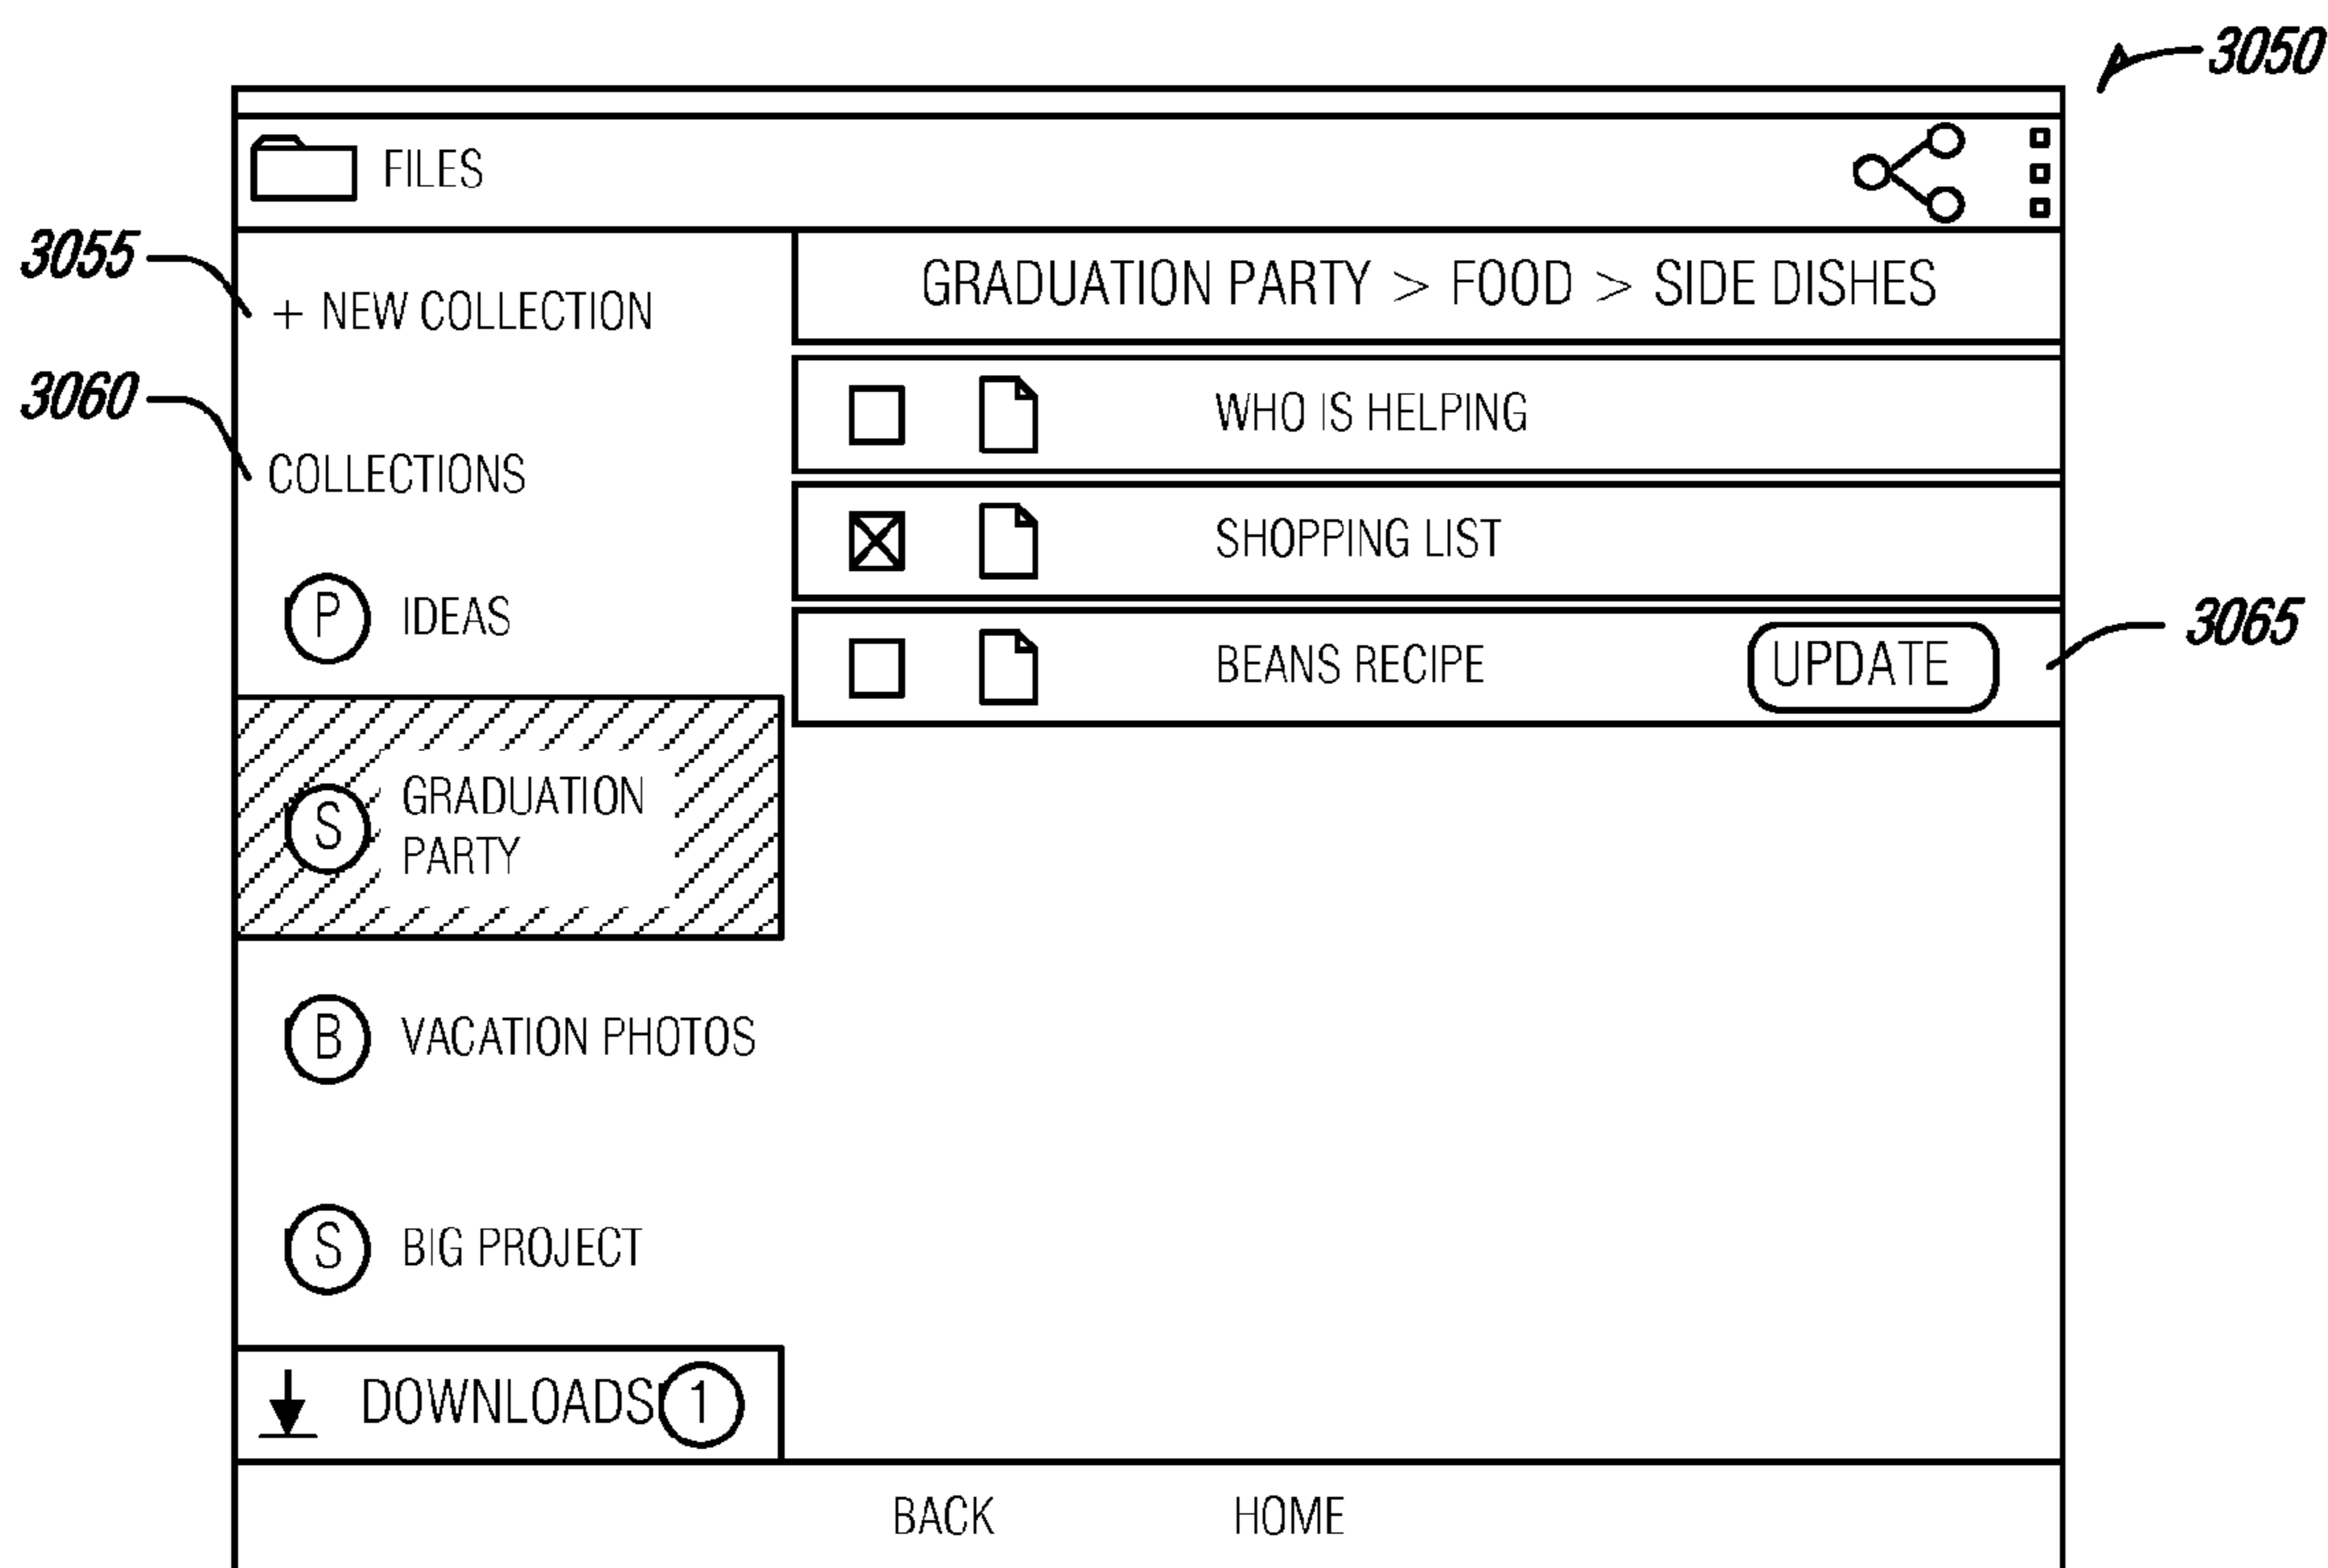 3050
FILES
3055
+ NEW COLLECTION
GRADUATION PARTY > FOOD > SIDE DISHES
3060
COLLECTIONS
WHO IS HELPING
SHOPPING LIST
P IDEAS
BEANS RECIPE UPDATE
3065
S GRADUATION
PARTY
B VACATION PHOTOS
S BIG PROJECT
DOWNLOADS 1
BACK HOME